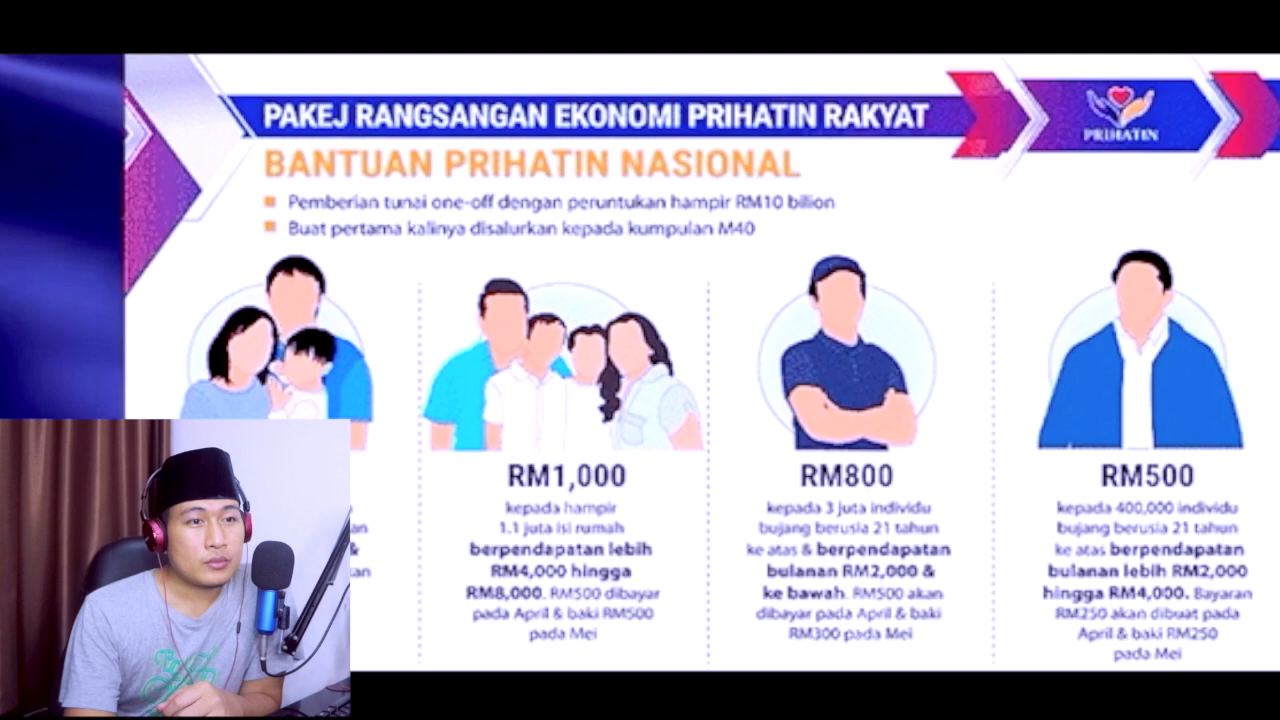 PAKEJ RANGSANGAN EKONOMI PRIHATIN RAKYAT
PRIHATIN
BANTUAN PRIHATIN NASIONAL
Pemberian tunai one-off dengan peruntukan hampir RM10 bilion
Buat pertama kalinya disalurkan kepada kumpulan M40
an
&
an
RM1,000
kepada hampir
1.1 juta isi rumah
berpendapatan lebih
RM4,000 hingga
RM8,000. RM500 dibayar
pada April & baki RM500
pada Mei
RM800
kepada 3 juta individu
bujang berusia 21 tahun
ke atas & berpendapatan
bulanan RM2,000 &
ke bawah. RM500 akan
dibayar pada April & baki
RM300 pada Mei
RM500
kepada 400,000 individu
bujang berusia 21 tahun
ke atas berpendapatan
bulanan lebih RM2,000
hingga RM4,000. Bayaran
RM250 akan dibuat pada
April & baki RM250
pada Mei